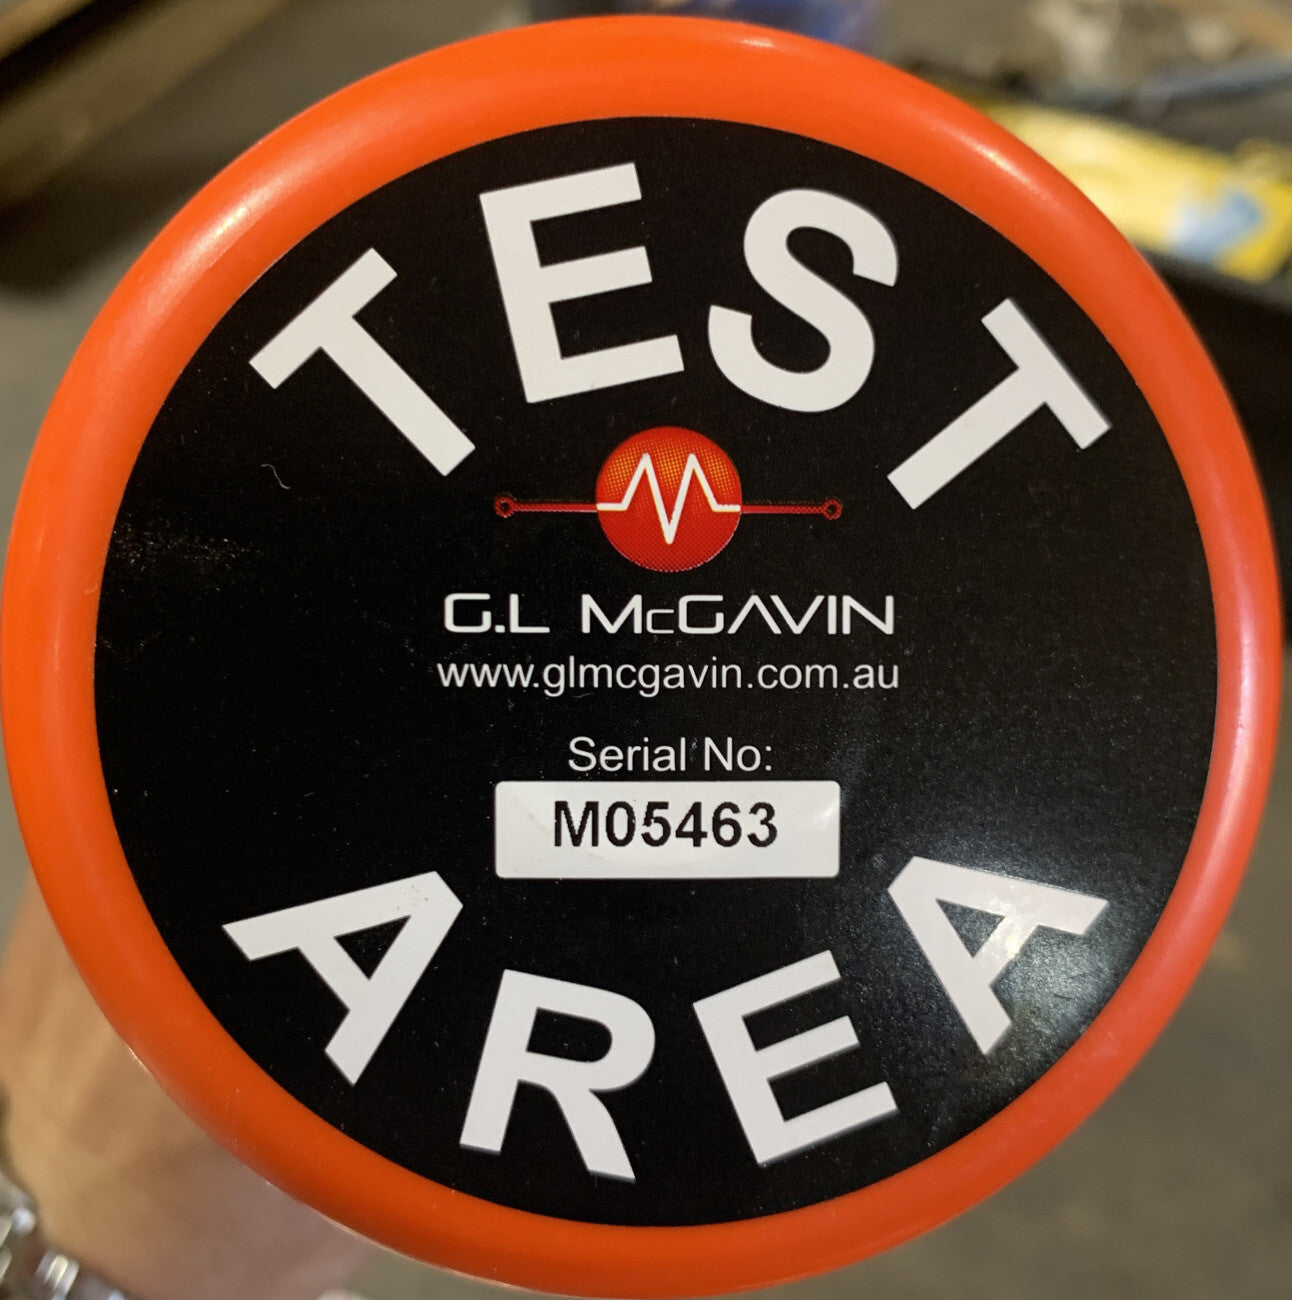 TEST
G.L McGAVIN
www.glmcgavin.com.au
Serial No:
M05463
AREA